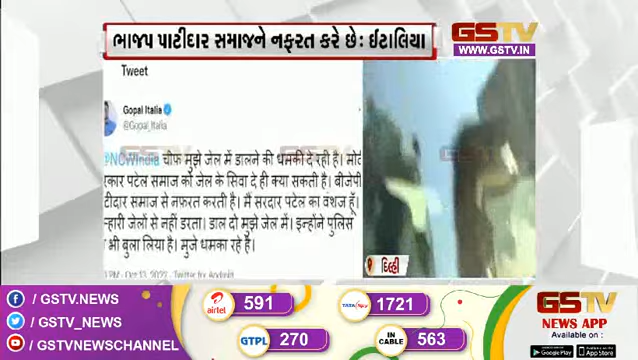 ભાજપ પાટીદાર સમાજને નફરત કરે છે: ઈટાલિયા
GSTV
WWW.GSTV.IN
Tweet
Gopal Italia
@Gopal_Italia
@NCWIndia चीफ मुझे जेल में डालने की धमकी दे रही है। मोदी
रकार पटेल समाज को जेल के सिवा दे ही क्या सकती है। बीजेपी
टीदार समाज से नफरत करती है। मैं सरदार पटेल का वंशज हूँ।
म्हारी जेलों से नहीं डरता। डाल दो मुझे जेल में। इन्होंने पुलिस
भी बुला लिया है। मुजे धमका रहे है।
PM · Oct 13, 2022 · Twitter for Android
દિલ્હી
/ GSTV.NEWS
/ GSTV_NEWS
/ GSTVNEWSCHANNEL
airtel 591
TATA play 1721
GTPL 270
IN CABLE 563
GSTV
NEWS APP
Available on :
Google Play
App Store